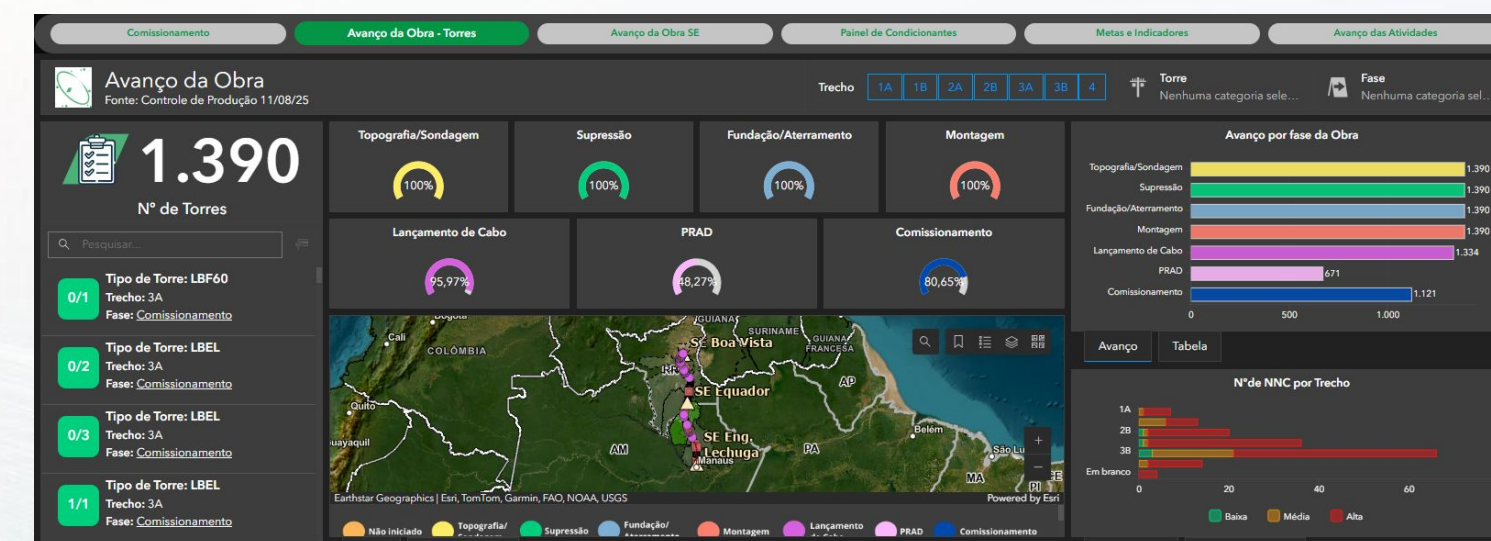 Comissionamento
Avanço da Obra - Torres
Avanço da Obra SE
Painel de Condicionantes
Metas e Indicadores
Avanço das Atividades
Avanço da Obra
Fonte: Controle de Produção 11/08/25
Trecho
1A 1B 2A 2B 3A 3B 4
Torre
Nenhuma categoria sele...
Fase
Nenhuma categoria sel...
1.390
N° de Torres
Pesquisar...
0/1
Tipo de Torre: LBF60
Trecho: 3A
Fase: Comissionamento
0/2
Tipo de Torre: LBEL
Trecho: 3A
Fase: Comissionamento
0/3
Tipo de Torre: LBEL
Trecho: 3A
Fase: Comissionamento
1/1
Tipo de Torre: LBEL
Trecho: 3A
Fase: Comissionamento
Topografia/Sondagem
100%
Supressão
100%
Fundação/Aterramento
100%
Montagem
100%
Lançamento de Cabo
95,97%
PRAD
48,27%
Comissionamento
80,65%
Bogotá
Cali
COLÔMBIA
GUIANA
SURINAME
GUIANA
FRANCESA
SE Boa Vista
RR
AP
Quito
SE Equador
uayaquil
Belém
SE Eng.
Lechuga
Manaus
AM
PA
São Lu
MA
CE
PI
+
−
Earthstar Geographics | Esri, TomTom, Garmin, FAO, NOAA, USGS
Powered by Esri
Não iniciado
Topografia/
Sondagem
Supressão
Fundação/
Aterramento
Montagem
Lançamento
de Cabo
PRAD
Comissionamento
Avanço por fase da Obra
Topografia/Sondagem 1.390
Supressão 1.390
Fundação/Aterramento 1.390
Montagem 1.390
Lançamento de Cabo 1.334
PRAD 671
Comissionamento 1.121
0 500 1.000
Avanço
Tabela
N°de NNC por Trecho
1A
2B
3B
Em branco
0 20 40 60
Baixa Média Alta